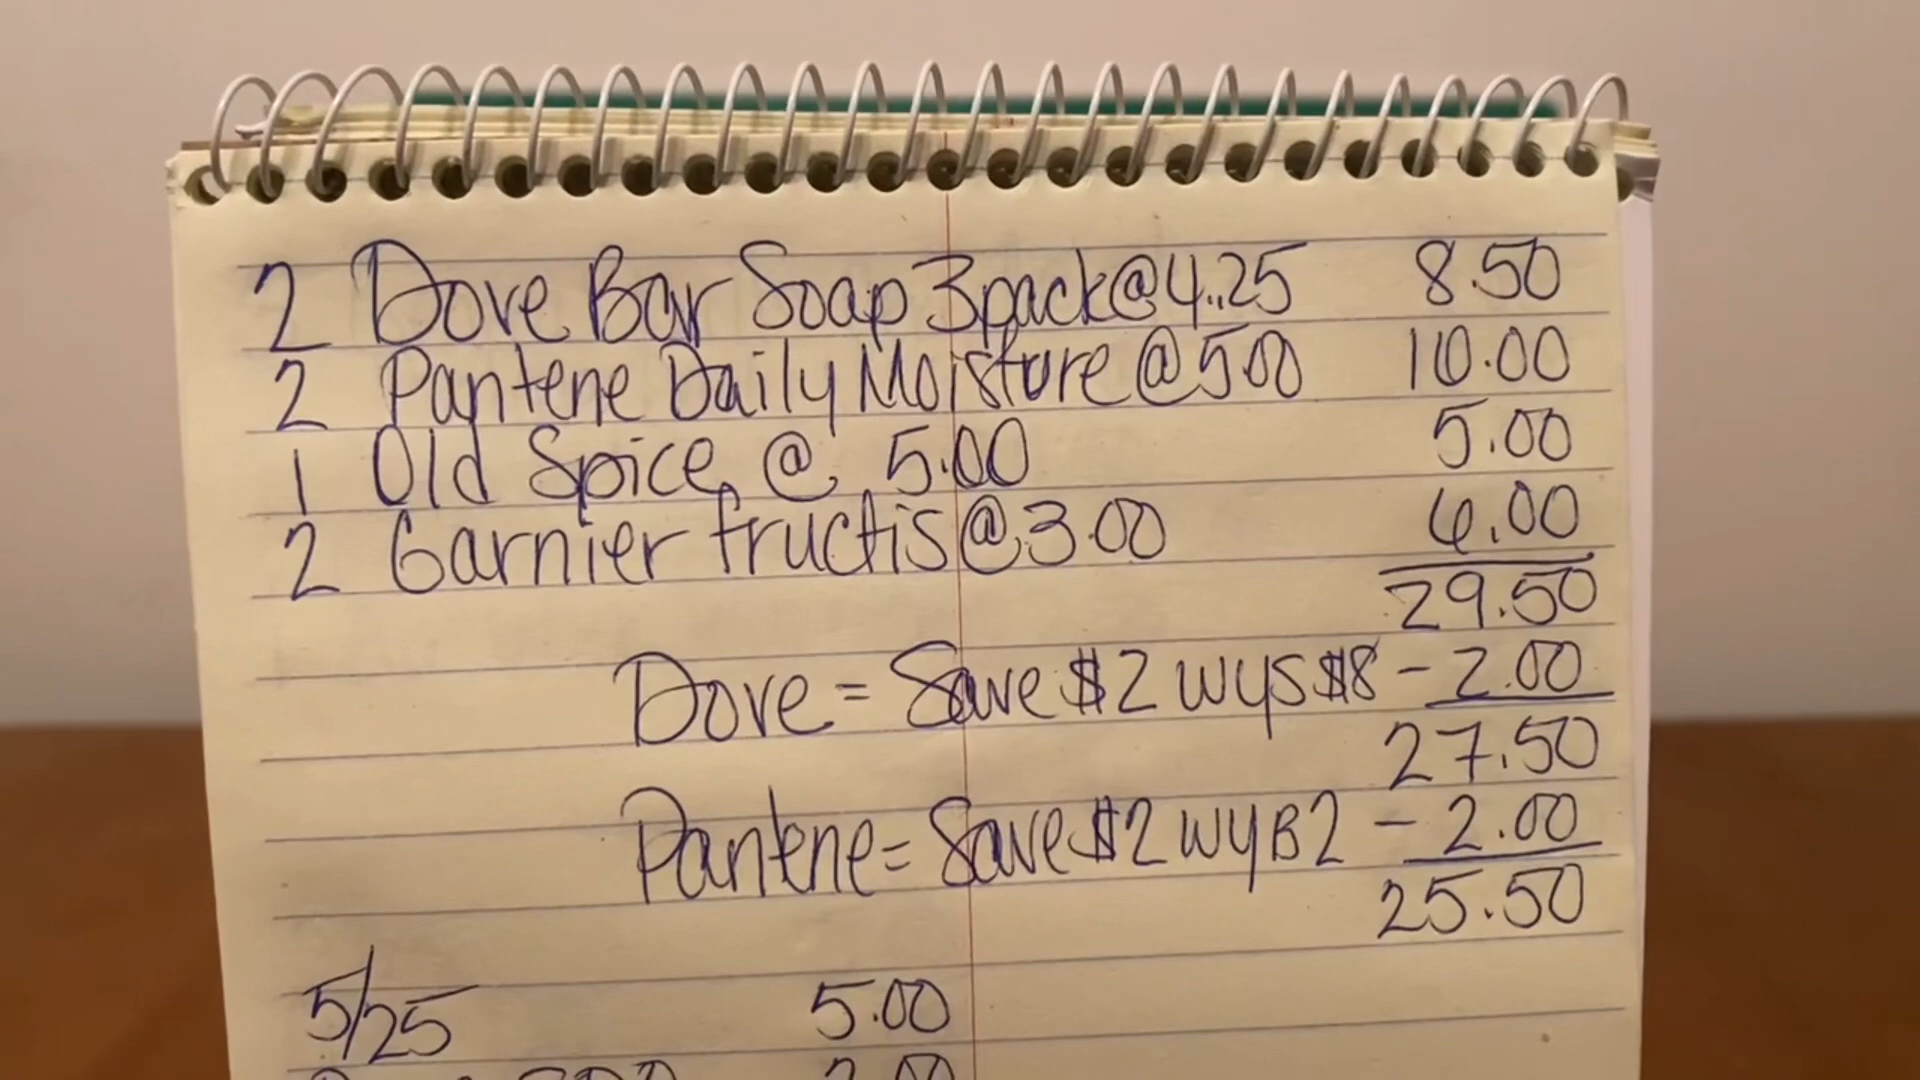 2 Dove Bar Soap 3pack@4.25 8.50
2 Pantene Daily Moisture @ 5.00 10.00
1 Old Spice @ 5.00 5.00
2 Garnier fructis @ 3.00 6.00
29.50
Dove = Save $2 wys $8 - 2.00
27.50
Pantene = Save $2 wyB2 - 2.00
25.50
5/25 5.00